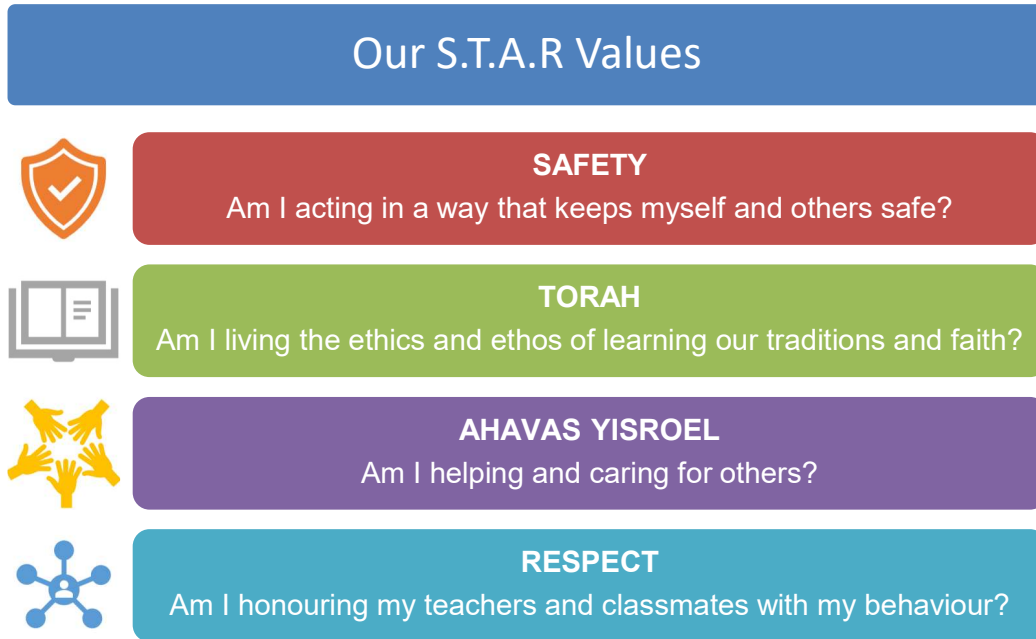 Our S.T.A.R Values
SAFETY
Am I acting in a way that keeps myself and others safe?
TORAH
Am I living the ethics and ethos of learning our traditions and faith?
AHAVAS YISROEL
Am I helping and caring for others?
RESPECT
Am I honouring my teachers and classmates with my behaviour?